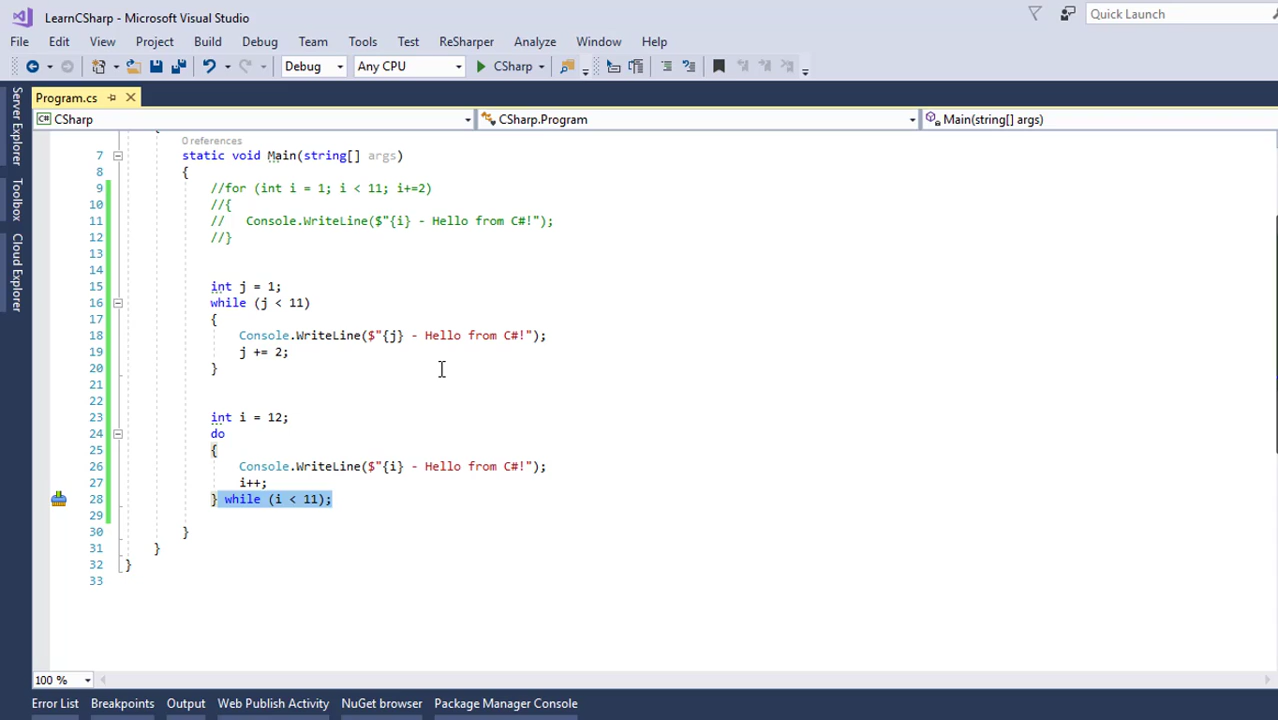 LearnCSharp - Microsoft Visual Studio
Quick Launch
File Edit View Project Build Debug Team Tools Test ReSharper Analyze Window Help
Debug Any CPU CSharp
Program.cs
CSharp CSharp.Program Main(string[] args)
Server Explorer
Toolbox
Cloud Explorer
0 references
7 static void Main(string[] args)
8 {
9 //for (int i = 1; i < 11; i+=2)
10 //{
11 //   Console.WriteLine($"{i} - Hello from C#!");
12 //}
13
14
15 int j = 1;
16 while (j < 11)
17 {
18 Console.WriteLine($"{j} - Hello from C#!");
19 j += 2;
20 }
21
22
23 int i = 12;
24 do
25 {
26 Console.WriteLine($"{i} - Hello from C#!");
27 i++;
28 } while (i < 11);
29
30 }
31 }
32 }
33
100 %
Error List Breakpoints Output Web Publish Activity NuGet browser Package Manager Console